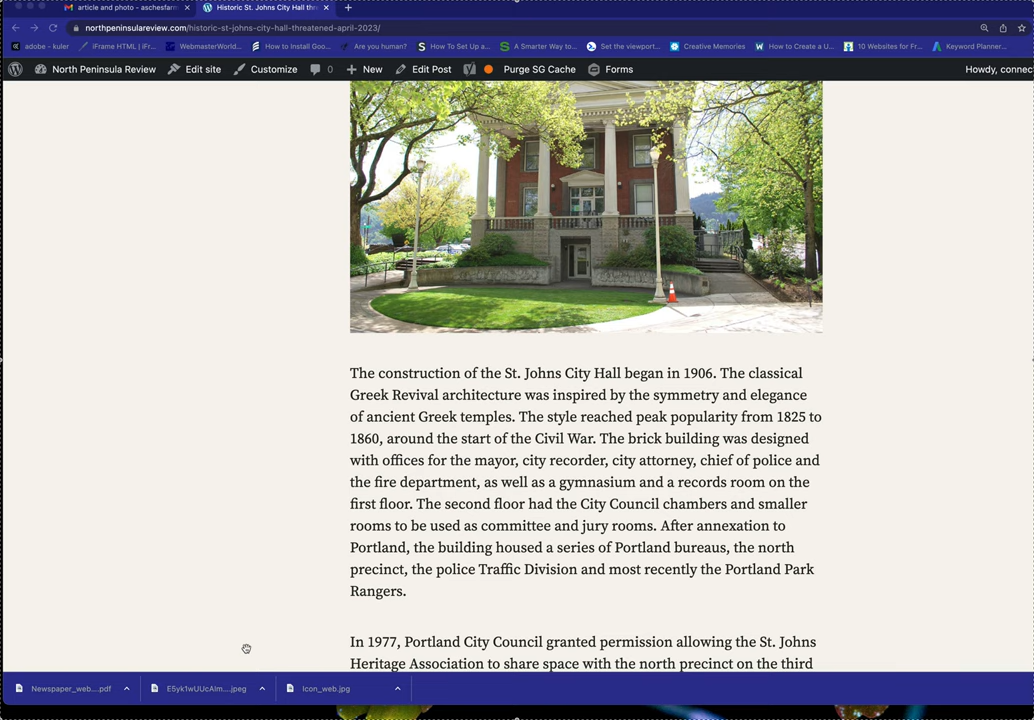 article and photo - aschesfarm
Historic St. Johns City Hall thr
northpeninsulareview.com/historic-st-johns-city-hall-threatened-april-2023/
adobe - kuler
iFrame HTML | iFr...
WebmasterWorld...
How to Install Goo...
Are you human?
How To Set Up a...
A Smarter Way to...
Set the viewport...
Creative Memories
How to Create a U...
10 Websites for Fr...
Keyword Planner...
North Peninsula Review
Edit site
Customize
0
New
Edit Post
Purge SG Cache
Forms
Howdy, connec
The construction of the St. Johns City Hall began in 1906. The classical
Greek Revival architecture was inspired by the symmetry and elegance
of ancient Greek temples. The style reached peak popularity from 1825 to
1860, around the start of the Civil War. The brick building was designed
with offices for the mayor, city recorder, city attorney, chief of police and
the fire department, as well as a gymnasium and a records room on the
first floor. The second floor had the City Council chambers and smaller
rooms to be used as committee and jury rooms. After annexation to
Portland, the building housed a series of Portland bureaus, the north
precinct, the police Traffic Division and most recently the Portland Park
Rangers.
In 1977, Portland City Council granted permission allowing the St. Johns
Heritage Association to share space with the north precinct on the third
Newspaper_web....pdf
E5yk1wUUcAIm....jpeg
Icon_web.jpg